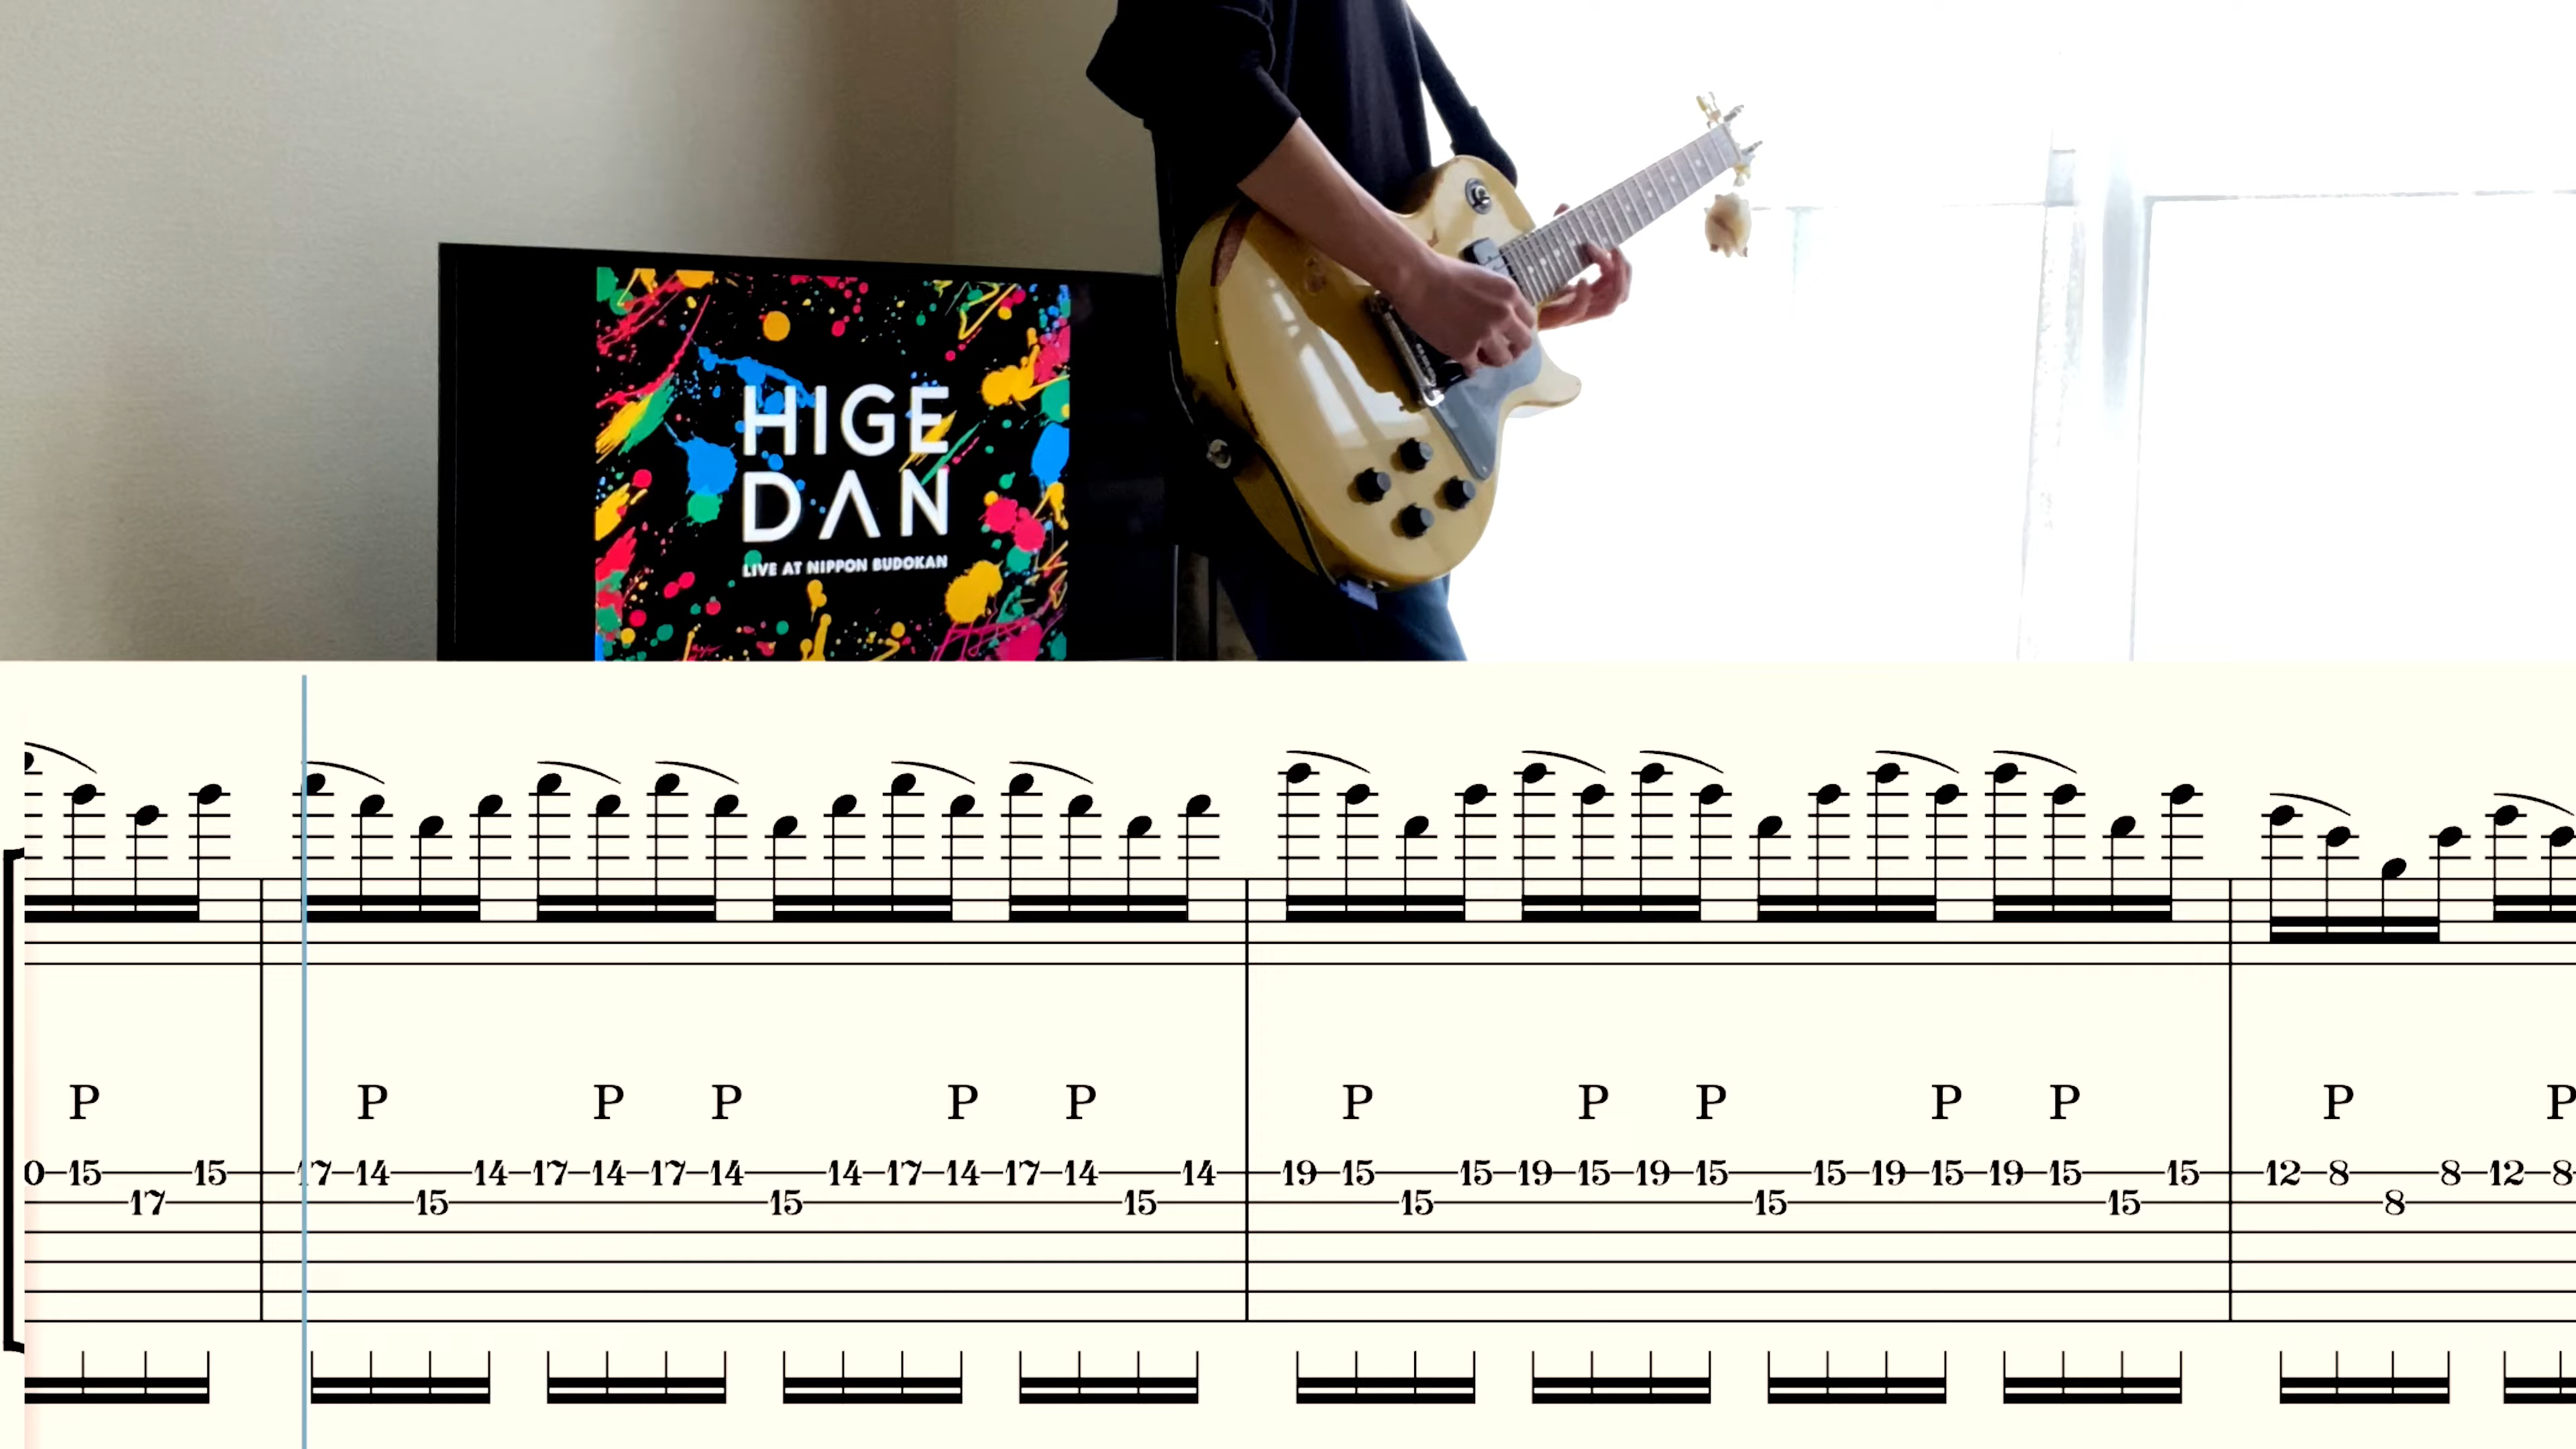 HIGE
DAN
LIVE AT NIPPON BUDOKAN
P P P P P P P P P P P P P
0 15 15 17 14 14 17 14 17 14 14 17 14 17 14 14 19 15 15 19 15 19 15 15 19 15 19 15 15 12 8 8 12 8
17 15 15 15 15 15 15 8